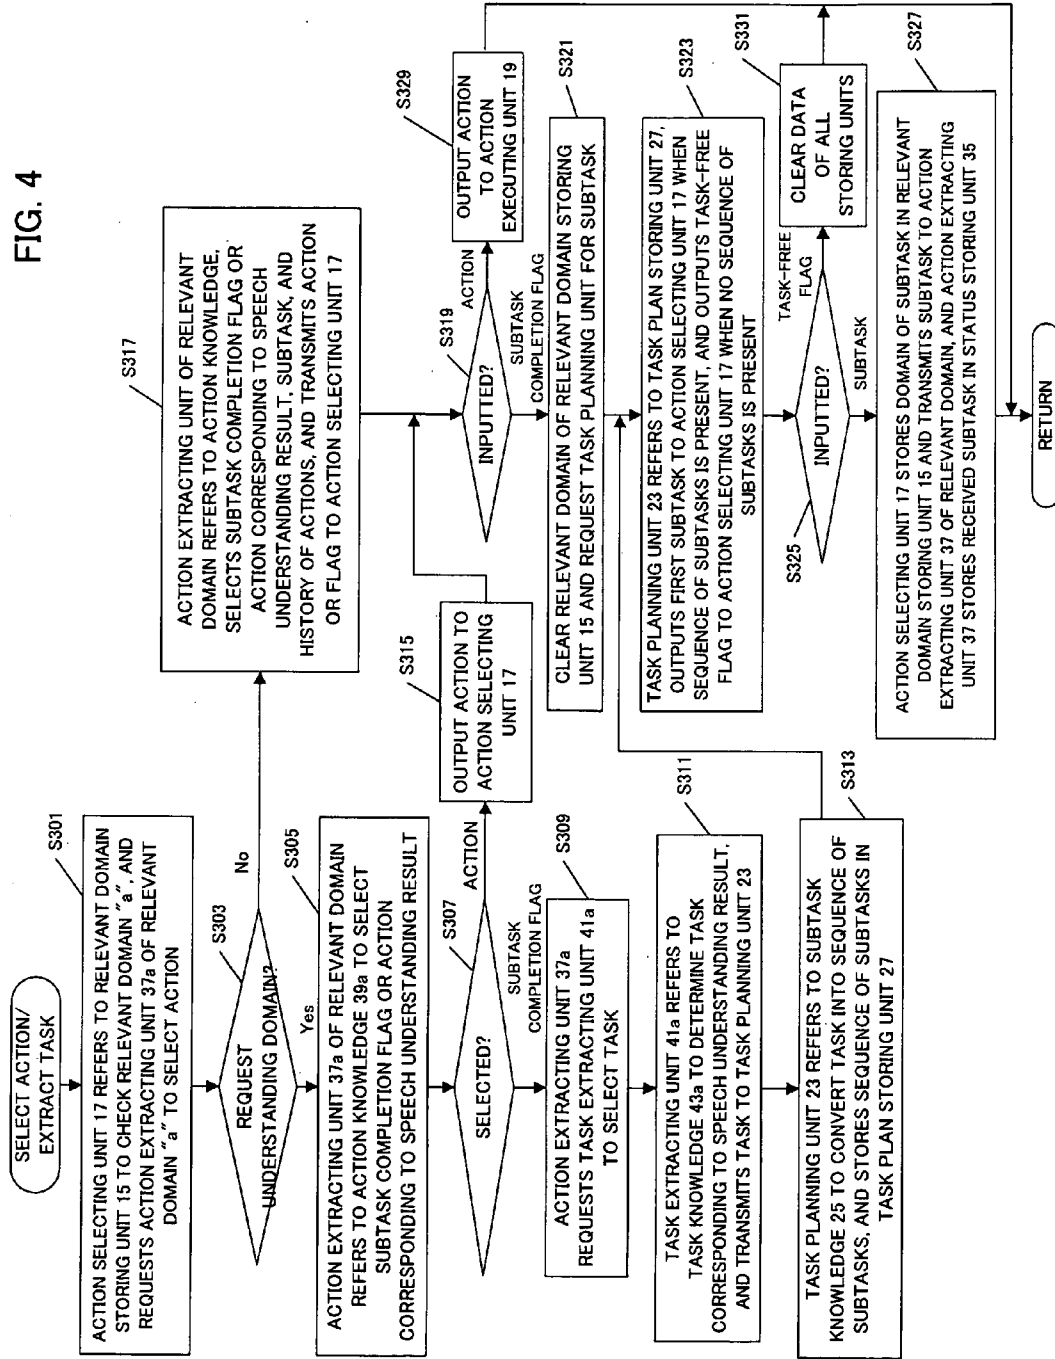 FIG. 4
SELECT ACTION/
EXTRACT TASK
S301
ACTION SELECTING UNIT 17 REFERS TO RELEVANT DOMAIN
STORING UNIT 15 TO CHECK RELEVANT DOMAIN "a", AND
REQUESTS ACTION EXTRACTING UNIT 37a OF RELEVANT
DOMAIN "a" TO SELECT ACTION
S303
REQUEST
UNDERSTANDING DOMAIN?
No
Yes
S305
ACTION EXTRACTING UNIT 37a OF RELEVANT DOMAIN
REFERS TO ACTION KNOWLEDGE 39a TO SELECT
SUBTASK COMPLETION FLAG OR ACTION
CORRESPONDING TO SPEECH UNDERSTANDING RESULT
S307
SELECTED?
ACTION
SUBTASK
COMPLETION FLAG
S309
ACTION EXTRACTING UNIT 37a
REQUESTS TASK EXTRACTING UNIT 41a
TO SELECT TASK
S311
TASK EXTRACTING UNIT 41a REFERS TO
TASK KNOWLEDGE 43a TO DETERMINE TASK
CORRESPONDING TO SPEECH UNDERSTANDING RESULT,
AND TRANSMITS TASK TO TASK PLANNING UNIT 23
S313
TASK PLANNING UNIT 23 REFERS TO SUBTASK
KNOWLEDGE 25 TO CONVERT TASK INTO SEQUENCE OF
SUBTASKS, AND STORES SEQUENCE OF SUBTASKS IN
TASK PLAN STORING UNIT 27
S315
OUTPUT ACTION TO
ACTION SELECTING
UNIT 17
S317
ACTION EXTRACTING UNIT OF RELEVANT
DOMAIN REFERS TO ACTION KNOWLEDGE,
SELECTS SUBTASK COMPLETION FLAG OR
ACTION CORRESPONDING TO SPEECH
UNDERSTANDING RESULT, SUBTASK, AND
HISTORY OF ACTIONS, AND TRANSMITS ACTION
OR FLAG TO ACTION SELECTING UNIT 17
S319
INPUTTED?
ACTION
SUBTASK
COMPLETION FLAG
S329
OUTPUT ACTION
TO ACTION
EXECUTING UNIT 19
S321
CLEAR RELEVANT DOMAIN OF RELEVANT DOMAIN STORING
UNIT 15 AND REQUEST TASK PLANNING UNIT FOR SUBTASK
S323
TASK PLANNING UNIT 23 REFERS TO TASK PLAN STORING UNIT 27,
OUTPUTS FIRST SUBTASK TO ACTION SELECTING UNIT 17 WHEN
SEQUENCE OF SUBTASKS IS PRESENT, AND OUTPUTS TASK-FREE
FLAG TO ACTION SELECTING UNIT 17 WHEN NO SEQUENCE OF
SUBTASKS IS PRESENT
S325
INPUTTED?
TASK-FREE
FLAG
SUBTASK
S331
CLEAR DATA
OF ALL
STORING UNITS
S327
ACTION SELECTING UNIT 17 STORES DOMAIN OF SUBTASK IN RELEVANT
DOMAIN STORING UNIT 15 AND TRANSMITS SUBTASK TO ACTION
EXTRACTING UNIT 37 OF RELEVANT DOMAIN, AND ACTION EXTRACTING
UNIT 37 STORES RECEIVED SUBTASK IN STATUS STORING UNIT 35
RETURN